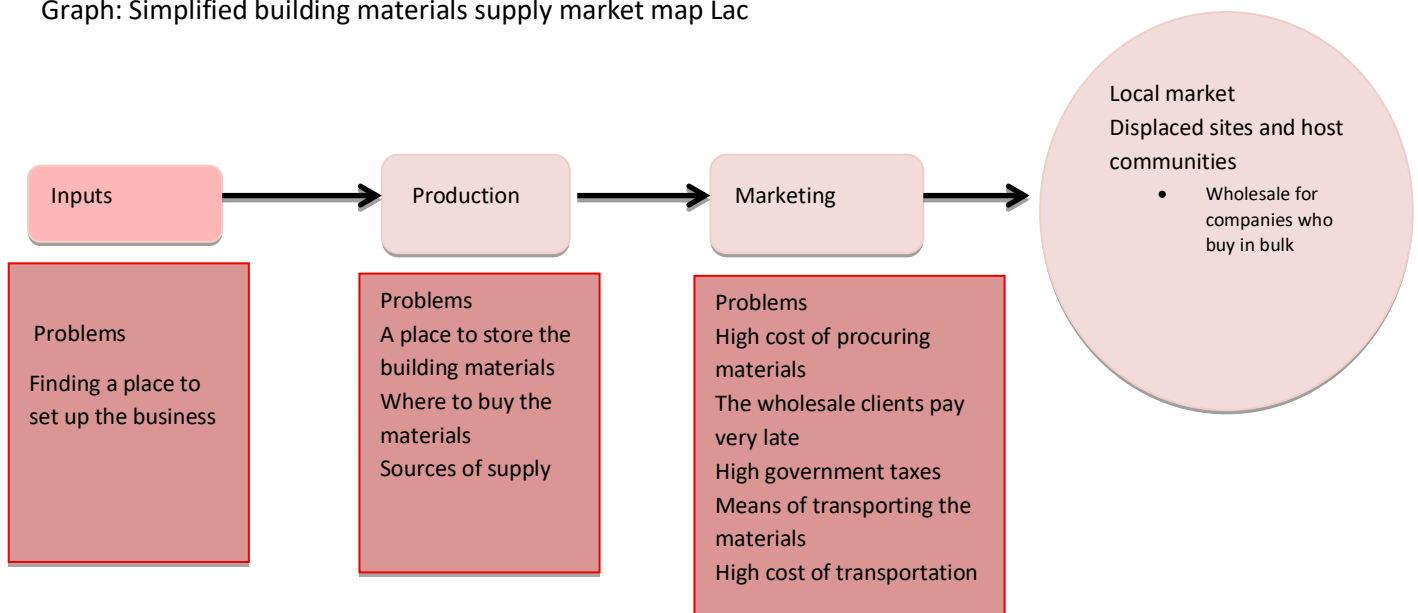 Graph: Simplified building materials supply market map Lac
Inputs
Production
Marketing
Local market
Displaced sites and host
communities
• Wholesale for
companies who
buy in bulk
Problems
Finding a place to
set up the business
Problems
A place to store the
building materials
Where to buy the
materials
Sources of supply
Problems
High cost of procuring
materials
The wholesale clients pay
very late
High government taxes
Means of transporting the
materials
High cost of transportation